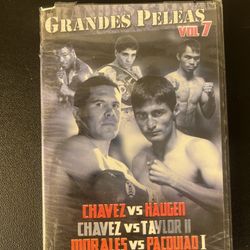 GRANDES PELEAS
VOL 7
CHAVEZ VS HAUGEN
CHAVEZ VS TAYLOR II
MORALES VS PACQUIAO I